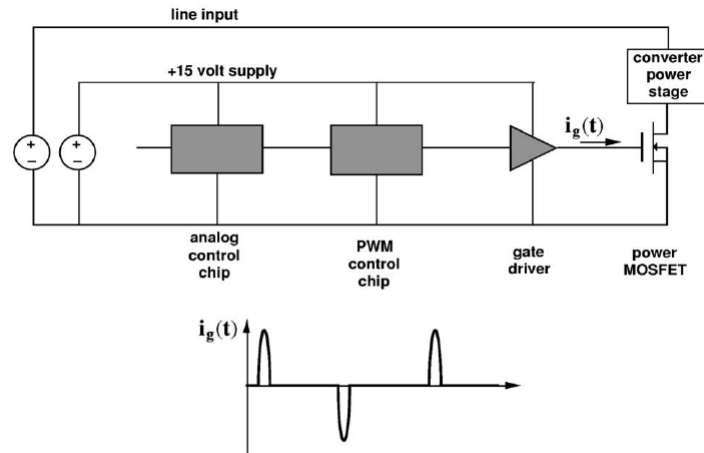 line input
+15 volt supply
converter
power
stage
+
−
+
−
i_g(t)
analog
control
chip
PWM
control
chip
gate
driver
power
MOSFET
i_g(t)